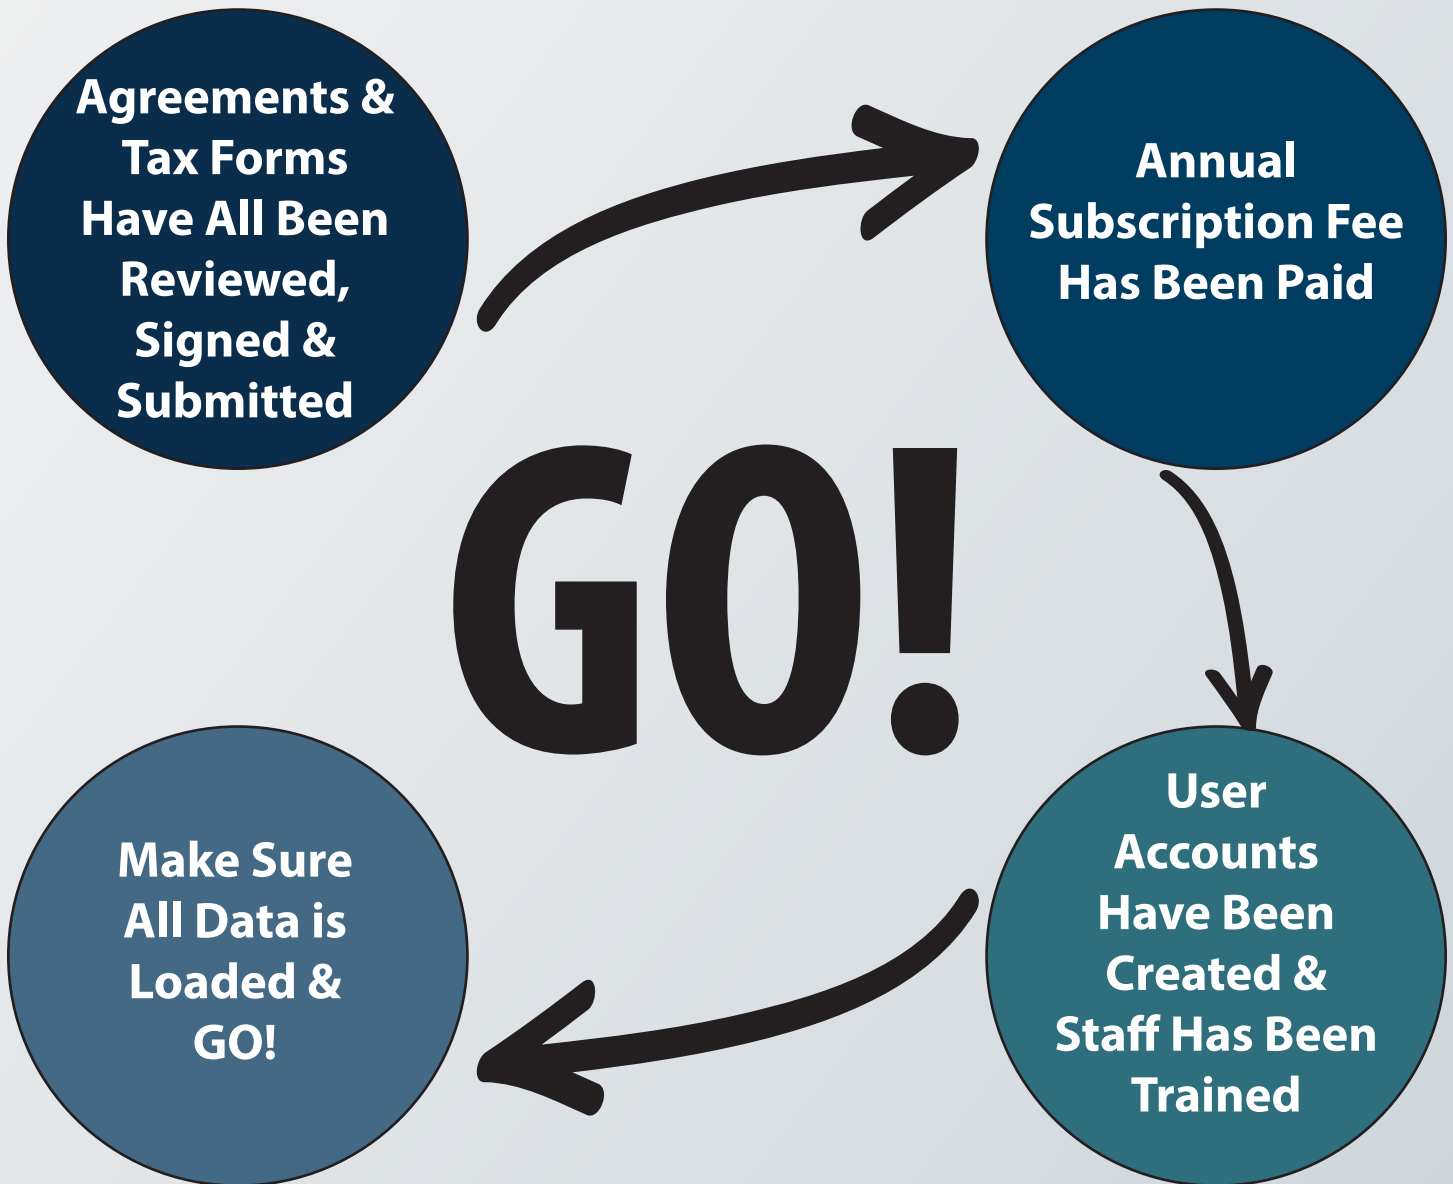 Agreements &
Tax Forms
Have All Been
Reviewed,
Signed &
Submitted
Annual
Subscription Fee
Has Been Paid
GO!
User
Accounts
Have Been
Created &
Staff Has Been
Trained
Make Sure
All Data is
Loaded &
GO!